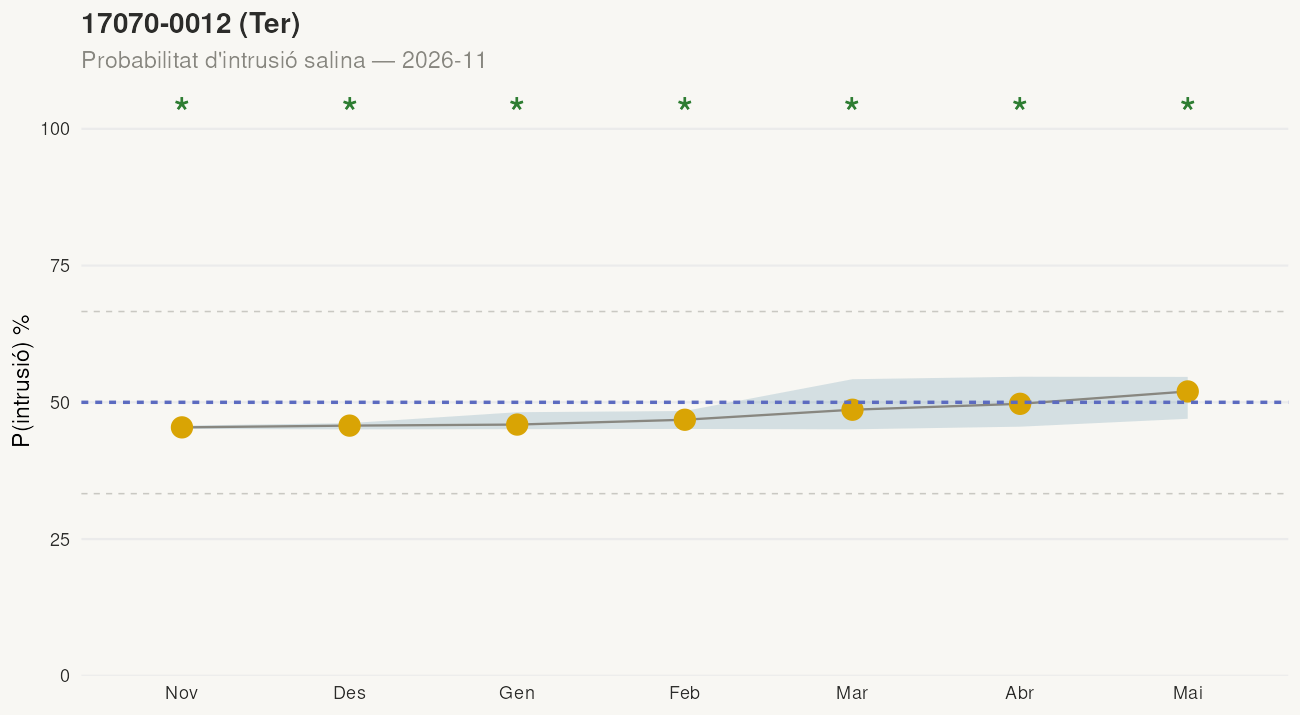 17070-0012 (Ter)
Probabilitat d'intrusió salina — 2026-11
* * * * * * *
100
75
50
25
0
P(intrusió) %
Nov Des Gen Feb Mar Abr Mai